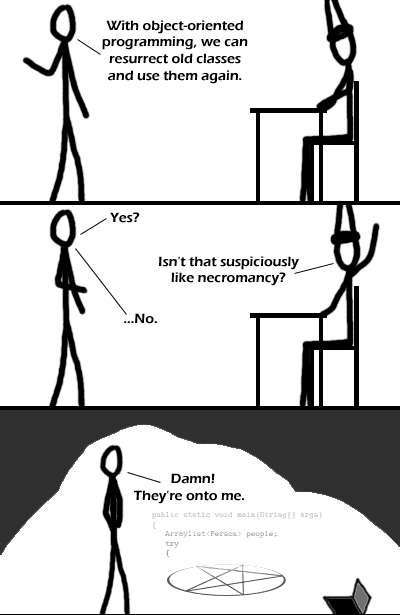 With object-oriented
programming, we can
resurrect old classes
and use them again.
Yes?
Isn't that suspiciously
like necromancy?
...No.
Damn!
They're onto me.
public static void main(String[] args)
{
Arraylist<Person> people;
try
{